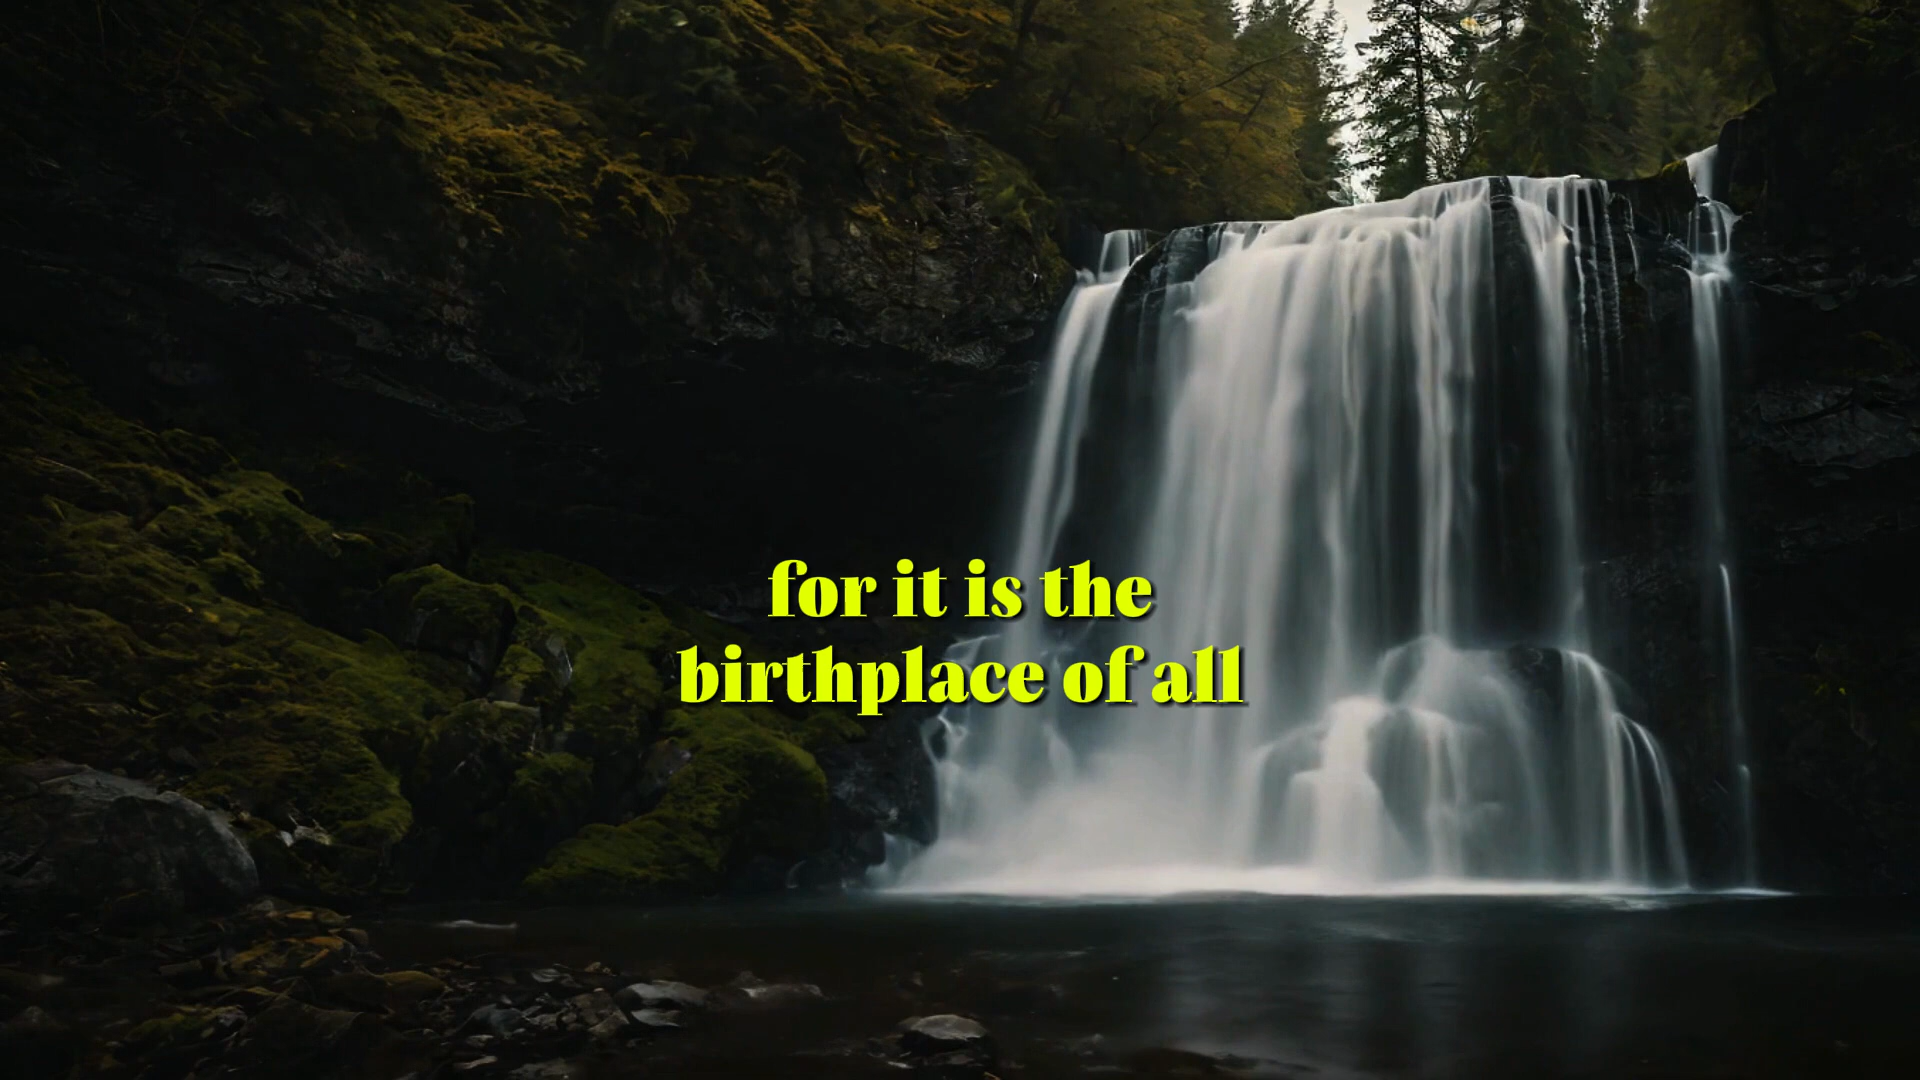 for it is the
birthplace of all